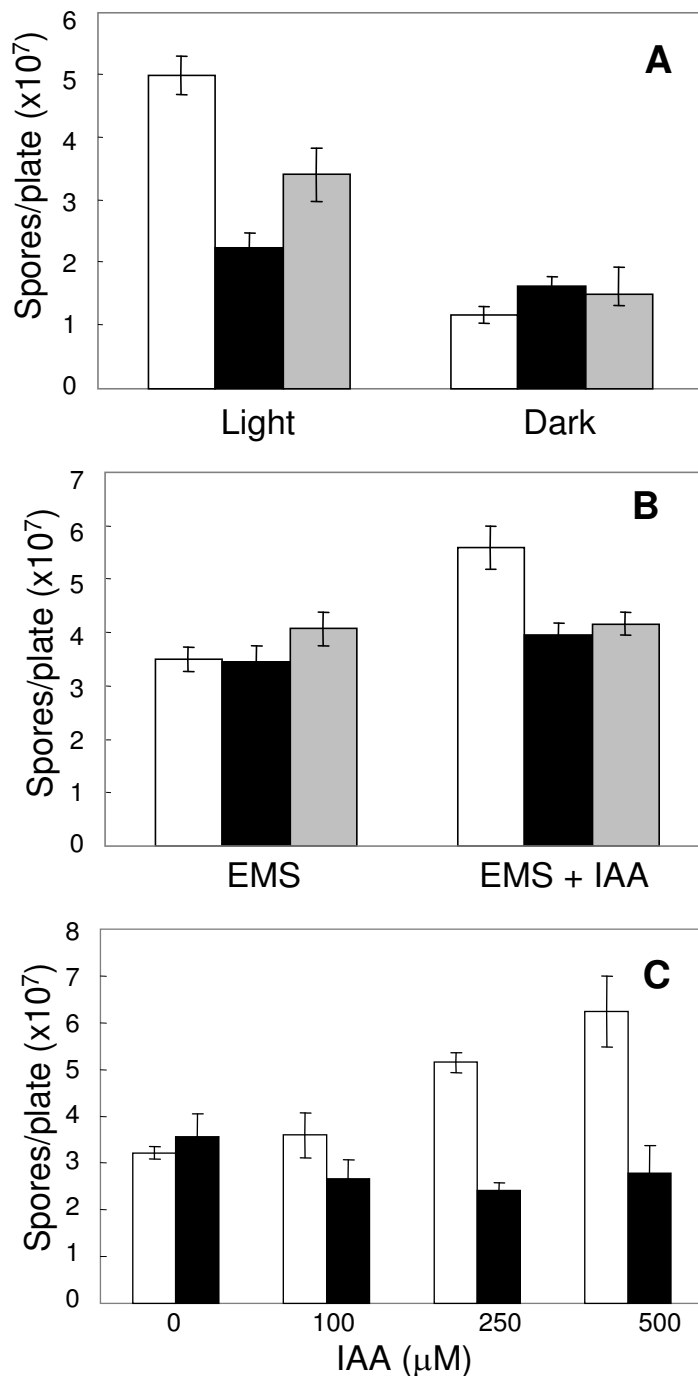 A
Spores/plate (x10⁷)
6
5
4
3
2
1
0
Light Dark
B
Spores/plate (x10⁷)
7
6
5
4
3
2
1
0
EMS EMS + IAA
C
Spores/plate (x10⁷)
8
7
6
5
4
3
2
1
0
0 100 250 500
IAA (μM)